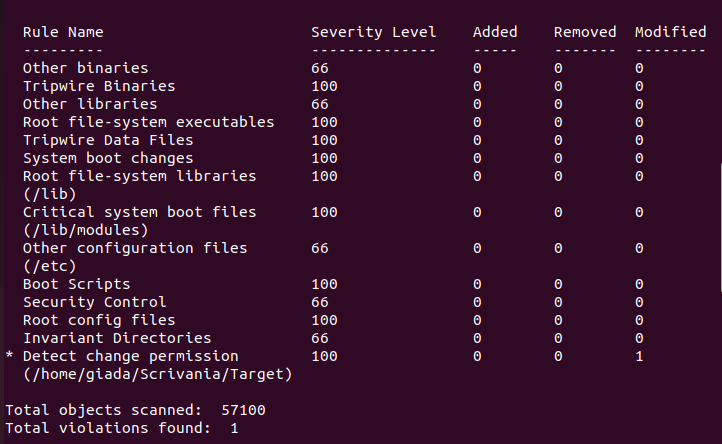 Rule Name                       Severity Level    Added    Removed  Modified
---------                       --------------    -----    -------  --------
Other binaries                  66                0        0        0
Tripwire Binaries               100               0        0        0
Other libraries                 66                0        0        0
Root file-system executables    100               0        0        0
Tripwire Data Files             100               0        0        0
System boot changes             100               0        0        0
Root file-system libraries      100               0        0        0
(/lib)
Critical system boot files      100               0        0        0
(/lib/modules)
Other configuration files       66                0        0        0
(/etc)
Boot Scripts                    100               0        0        0
Security Control                66                0        0        0
Root config files               100               0        0        0
Invariant Directories           66                0        0        0
* Detect change permission        100               0        0        1
(/home/giada/Scrivania/Target)
Total objects scanned:  57100
Total violations found:  1